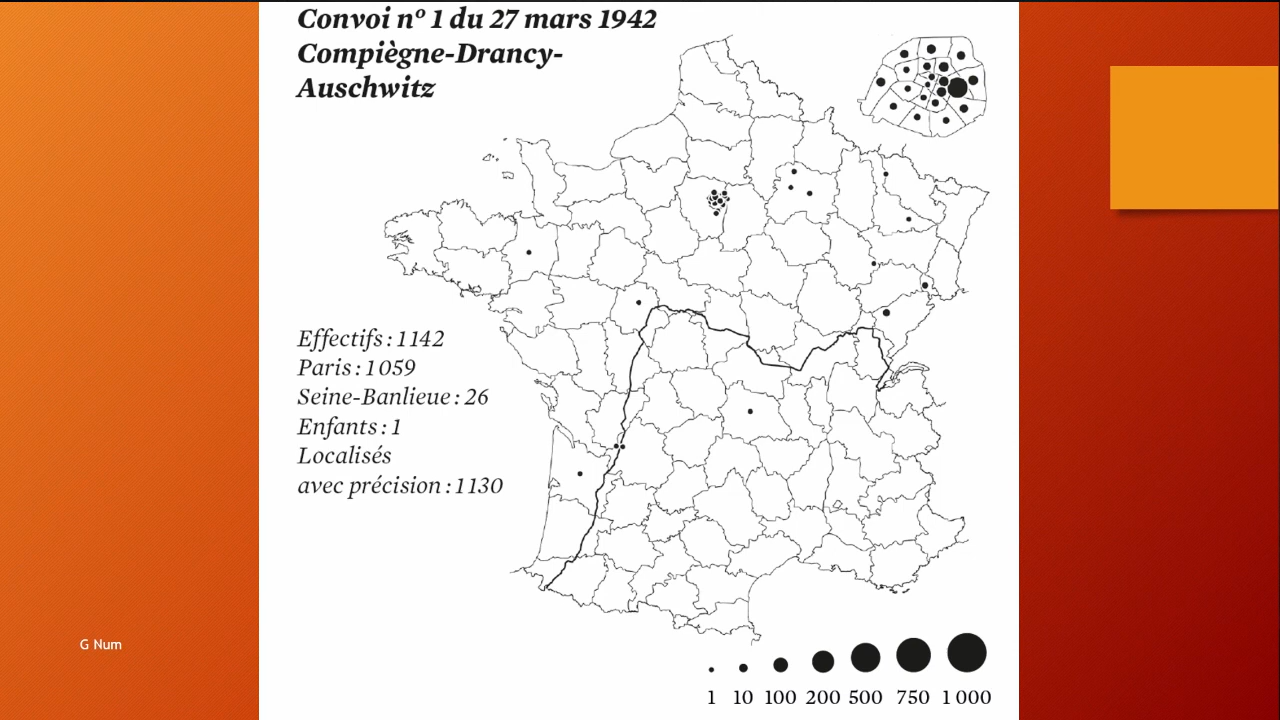 Convoi nº 1 du 27 mars 1942
Compiègne-Drancy-
Auschwitz
Effectifs : 1142
Paris : 1059
Seine-Banlieue : 26
Enfants : 1
Localisés
avec précision : 1130
G Num
1 10 100 200 500 750 1 000